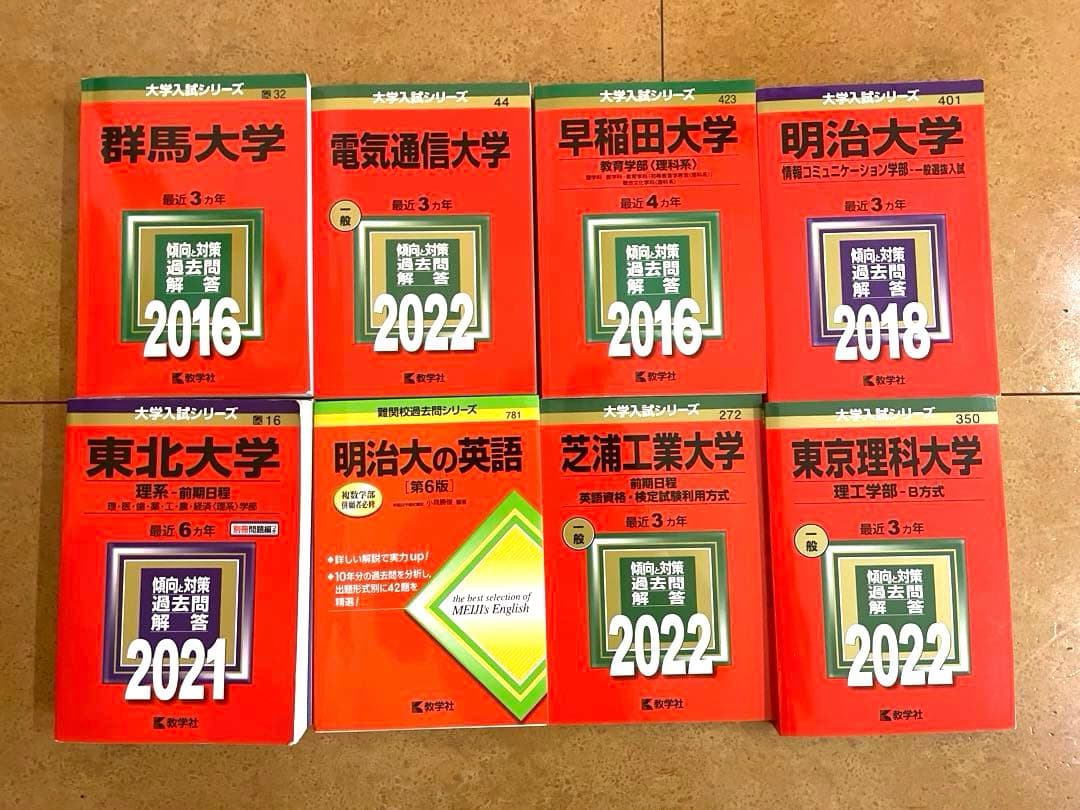 大学入試シリーズ
32
群馬大学
最近3ヵ年
傾向と対策
過去問
解答
2016
教学社
大学入試シリーズ
44
電気通信大学
最近3ヵ年
一般
傾向と対策
過去問
解答
2022
教学社
大学入試シリーズ
423
早稲田大学
教育学部〈理科系〉
最近4ヵ年
傾向と対策
過去問
解答
2016
教学社
大学入試シリーズ
401
明治大学
情報コミュニケーション学部-一般選抜入試
最近3ヵ年
傾向と対策
過去問
解答
2018
教学社
大学入試シリーズ
16
東北大学
理系-前期日程
理・医・歯・薬・工・農・経済〈理系〉学部
最近6ヵ年
別冊問題編
傾向と対策
過去問
解答
2021
教学社
難関校過去問シリーズ
781
明治大の英語
[第6版]
複数学部
併願者必修
◆詳しい解説で実力up!
◆10年分の過去問を分析し,
出題形式別に42題を
精選!
the best selection of
MEIJI's English
教学社
大学入試シリーズ
272
芝浦工業大学
前期日程
英語資格・検定試験利用方式
最近3ヵ年
一般
傾向と対策
過去問
解答
2022
教学社
大学入試シリーズ
350
東京理科大学
理工学部-B方式
最近3ヵ年
一般
傾向と対策
過去問
解答
2022
教学社